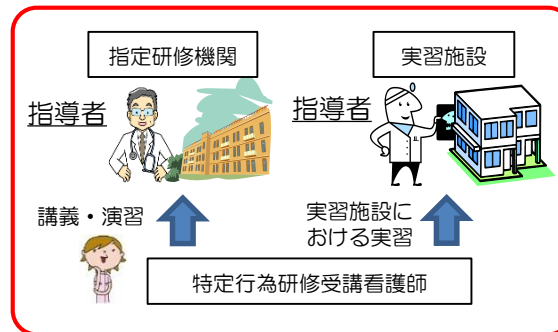 指定研修機関
実習施設
指導者
指導者
講義・演習
実習施設に
おける実習
特定行為研修受講看護師